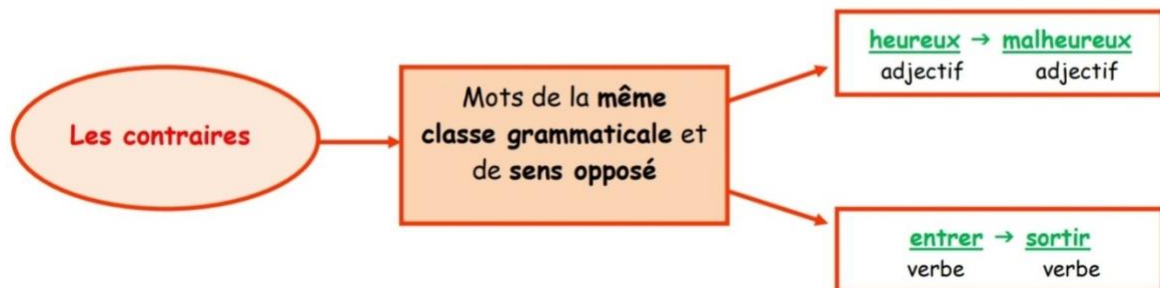 Les contraires
Mots de la même
classe grammaticale et
de sens opposé
heureux → malheureux
adjectif adjectif
entrer → sortir
verbe verbe